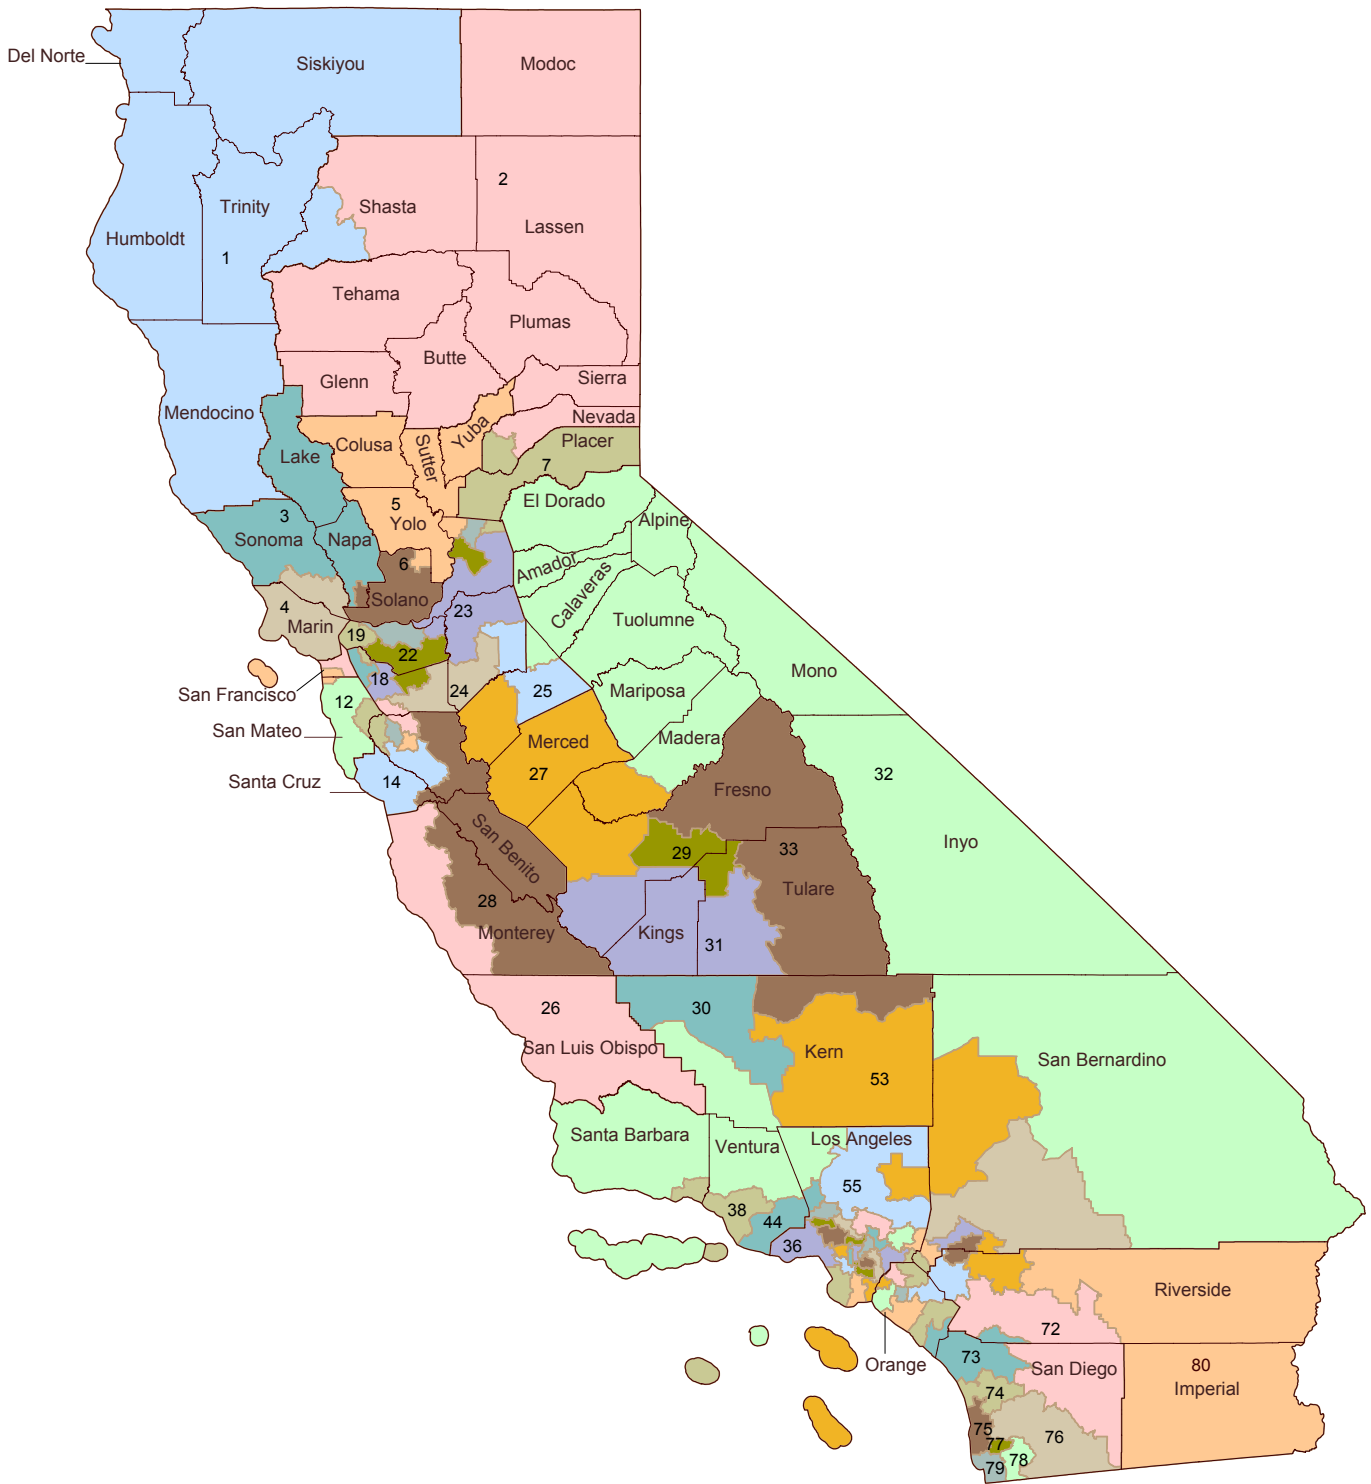 Del Norte
Siskiyou
Modoc
2
Shasta
Trinity
Lassen
Humboldt
1
Tehama
Plumas
Butte
Glenn
Sierra
Mendocino
Nevada
Yuba
Placer
Colusa
Sutter
Lake
7
El Dorado
5
3
Yolo
Alpine
Sonoma
Napa
6
Amador
Calaveras
Solano
4
23
Marin
Tuolumne
19
22
Mono
18
San Francisco
24
25
Mariposa
12
San Mateo
Madera
Merced
27
32
Santa Cruz
14
Fresno
San Benito
Inyo
29
33
Tulare
28
Monterey
Kings
31
26
30
San Luis Obispo
Kern
San Bernardino
53
Santa Barbara
Los Angeles
Ventura
55
38
44
36
Riverside
72
73
Orange
San Diego
80
Imperial
74
75
77
76
78
79